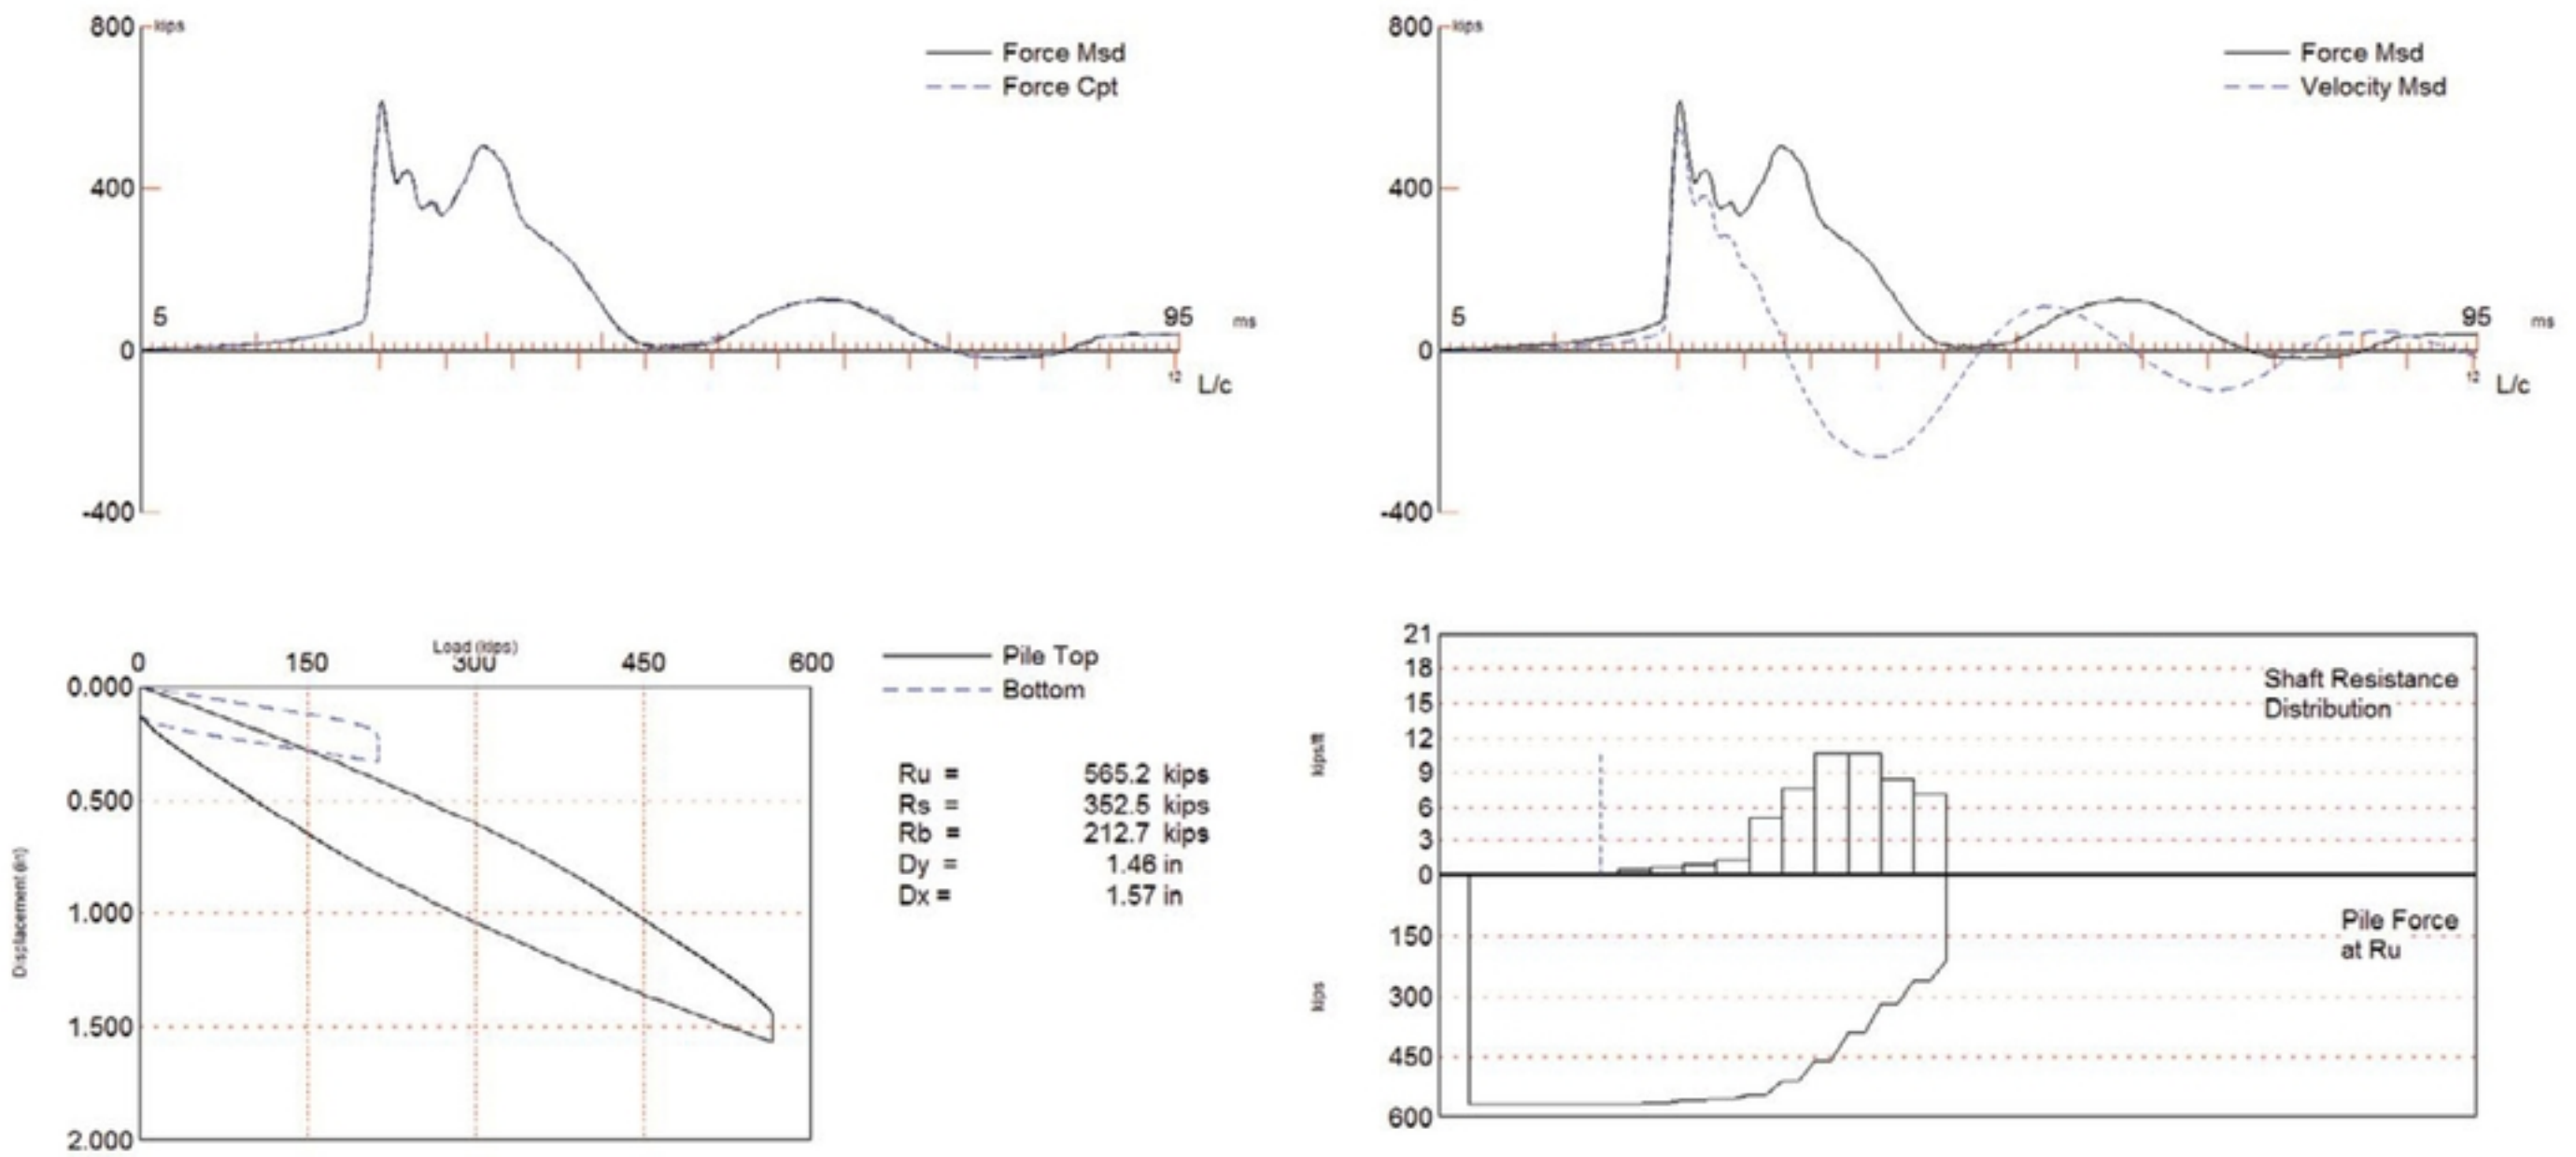 800 kips
Force Msd
Force Cpt
400
5
95 ms
0
12
L/c
-400
800 kips
Force Msd
Velocity Msd
400
5
95 ms
0
12
L/c
-400
Load (kips)
0 150 300 450 600
0.000
0.500
1.000
1.500
2.000
Displacement (in)
Pile Top
Bottom
Ru = 565.2 kips
Rs = 352.5 kips
Rb = 212.7 kips
Dy = 1.46 in
Dx = 1.57 in
21
18
15
12
9
6
3
0
kips/ft
Shaft Resistance
Distribution
150
300
450
600
kips
Pile Force
at Ru